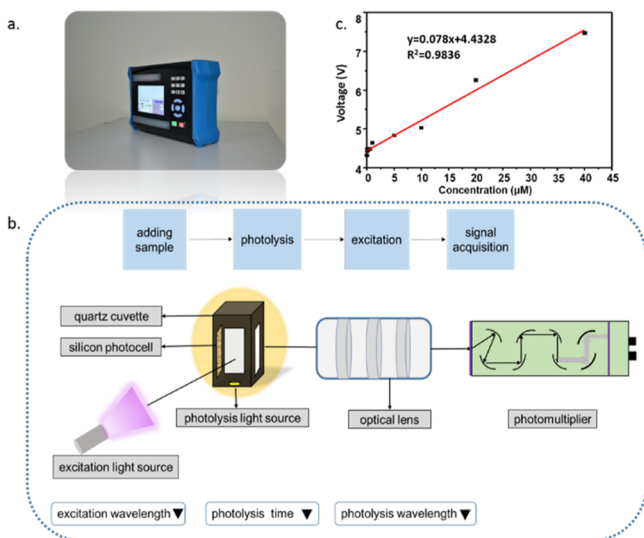 a.
c.
y=0.078x+4.4328
R²=0.9836
Voltage (V)
8
7
6
5
4
0 5 10 15 20 25 30 35 40 45
Concentration (µM)
b.
adding
sample
photolysis
excitation
signal
acquisition
quartz cuvette
silicon photocell
photolysis light source
optical lens
photomultiplier
excitation light source
excitation wavelength
photolysis time
photolysis wavelength